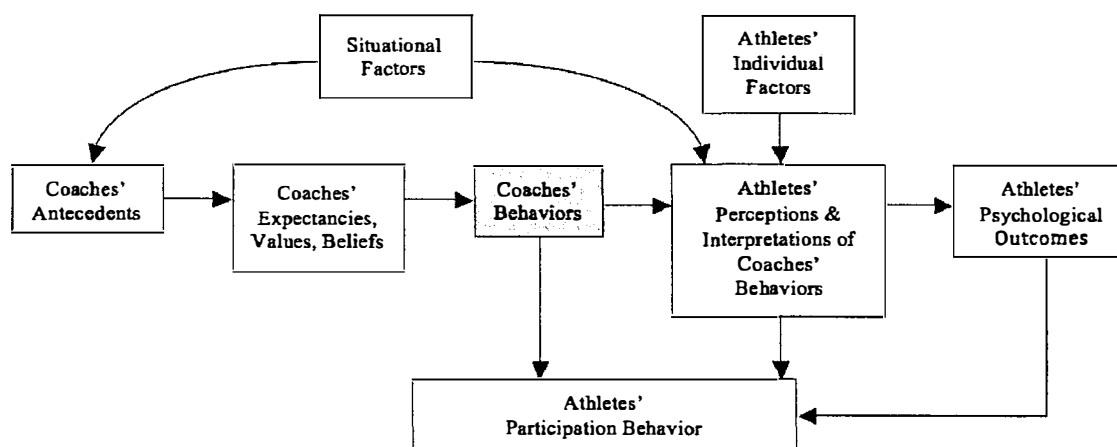 Situational
Factors
Athletes’
Individual
Factors
Coaches’
Antecedents
Coaches’
Expectancies,
Values, Beliefs
Coaches’
Behaviors
Athletes’
Perceptions &
Interpretations of
Coaches’
Behaviors
Athletes’
Psychological
Outcomes
Athletes’
Participation Behavior